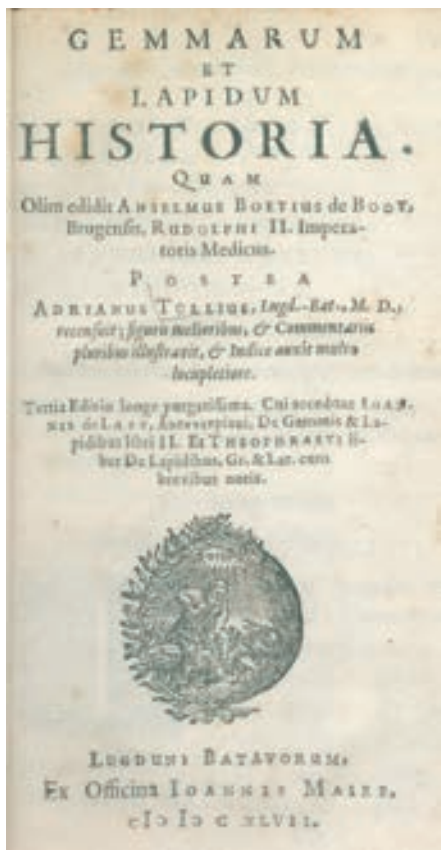 GEMMARUM
ET
LAPIDUM
HISTORIA.
QUAM
Olim edidit ANSELMUS BOETIUS de BOOT,
Brugensis, RUDOLPHI II. Impera-
toris Medicus.
POSTEA
ADRIANUS TOLLIUS, Lugd.-Bat., M. D.,
recensuit; figuris melioribus, & Commentariis
pluribus illustravit, & Indice auxit multo
locupletiore.
Tertia Editio longe purgatissima. Cui accedunt IOAN-
NIS de LAET, Antverpiani, De Gemmis & La-
pidibus libri II. Et THEOPHRASTI li-
ber De Lapidibus, Gr. & Lat. cum
brevibus notis.
LUGDUNI BATAVORUM,
Ex Officina IOANNIS MAIRE,
cIↃ IↃ C XLVII.